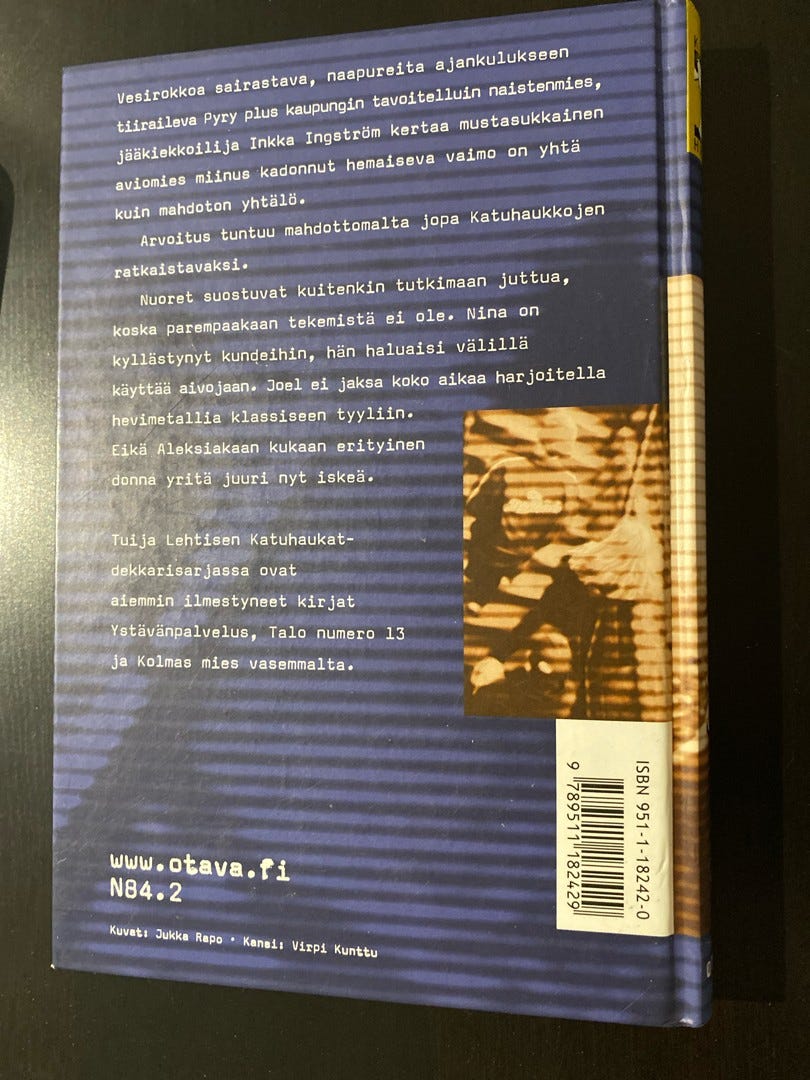 Vesirokkoa sairastava, naapureita ajankulukseen
tiiraileva Pyry plus kaupungin tavoitelluin naistenmies,
jääkiekkoilija Inkka Ingström kertaa mustasukkainen
aviomies miinus kadonnut hemaiseva vaimo on yhtä
kuin mahdoton yhtälö.
Arvoitus tuntuu mahdottomalta jopa Katuhaukkojen
ratkaistavaksi.
Nuoret suostuvat kuitenkin tutkimaan juttua,
koska parempaakaan tekemistä ei ole. Nina on
kyllästynyt kundeihin, hän haluaisi välillä
käyttää aivojaan. Joel ei jaksa koko aikaa harjoitella
hevimetallia klassiseen tyyliin.
Eikä Aleksiakaan kukaan erityinen
donna yritä juuri nyt iskeä.
Tuija Lehtisen Katuhaukat-
dekkarisarjassa ovat
aiemmin ilmestyneet kirjat
Ystävänpalvelus, Talo numero 13
ja Kolmas mies vasemmalta.
ISBN 951-1-18242-0
9 789511 182429
www.otava.fi
N84.2
Kuvat: Jukka Rapo · Kansi: Virpi Kunttu